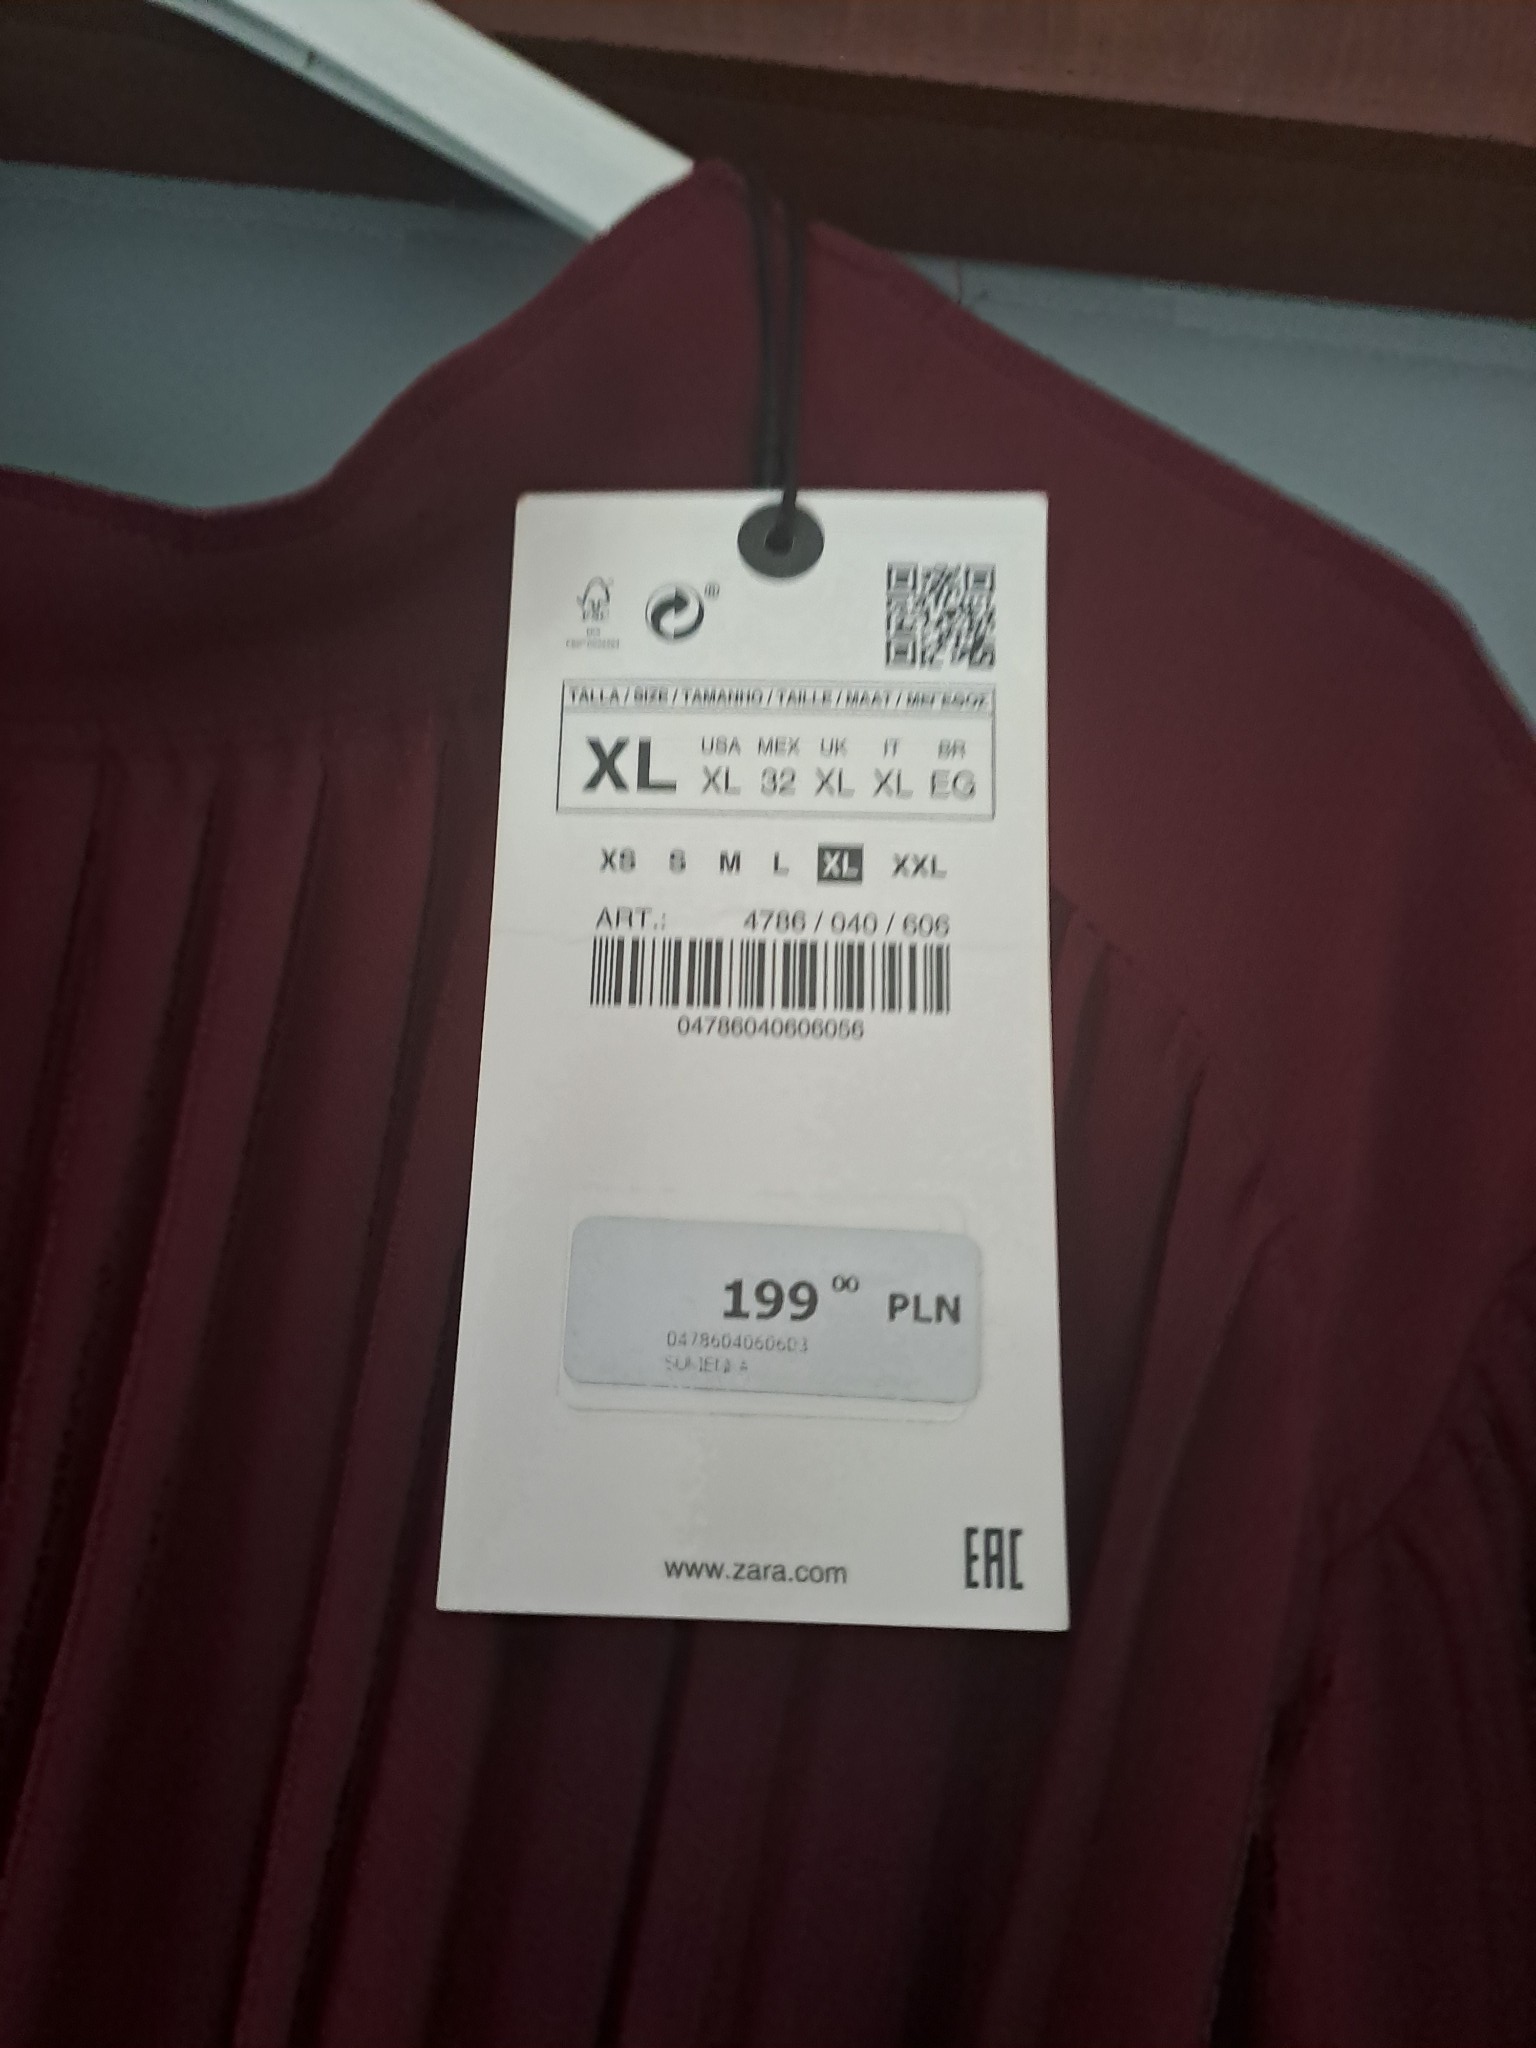 TALLA / SIZE / TAMANHO / TAILLE / MAAT /
XL
USA MEX UK IT BR
XL 32 XL XL EG
XS S M L XL XXL
ART.: 4786 / 040 / 606
04786040606056
199 00 PLN
www.zara.com
EAC